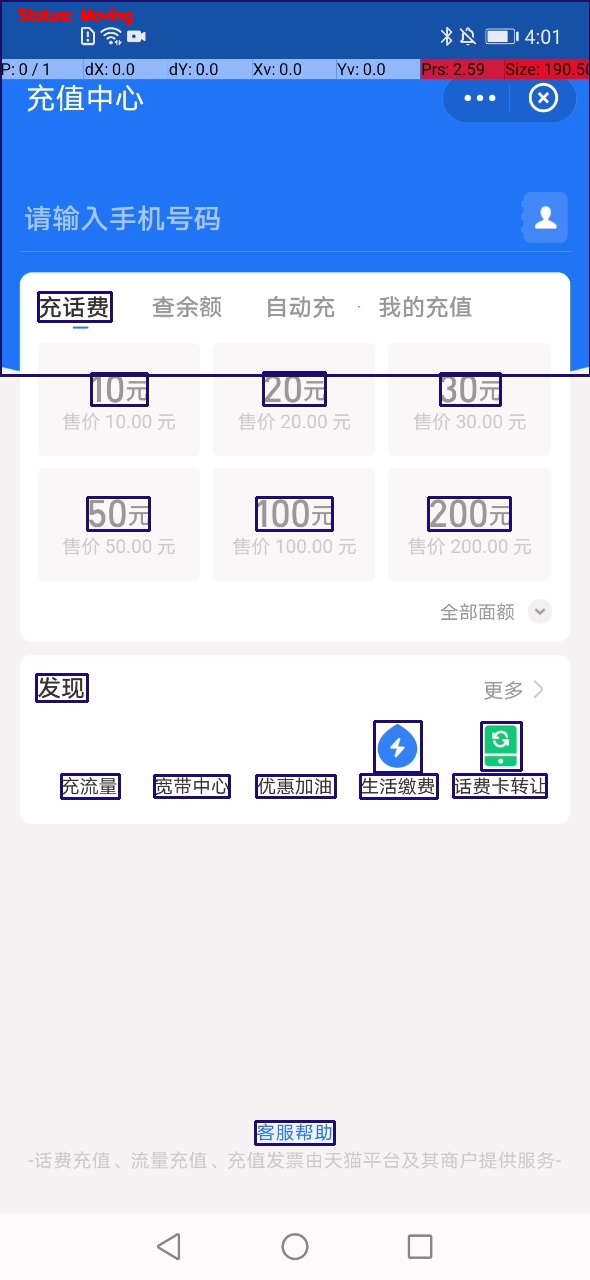 Status: Moving
4:01
P: 0 / 1 dX: 0.0 dY: 0.0 Xv: 0.0 Yv: 0.0 Prs: 2.59 Size: 190.50
充值中心
请输入手机号码
充话费 查余额 自动充 · 我的充值
10元 20元 30元
售价 10.00 元 售价 20.00 元 售价 30.00 元
50元 100元 200元
售价 50.00 元 售价 100.00 元 售价 200.00 元
全部面额
发现 更多
充流量 宽带中心 优惠加油 生活缴费 话费卡转让
客服帮助
-话费充值、流量充值、充值发票由天猫平台及其商户提供服务-